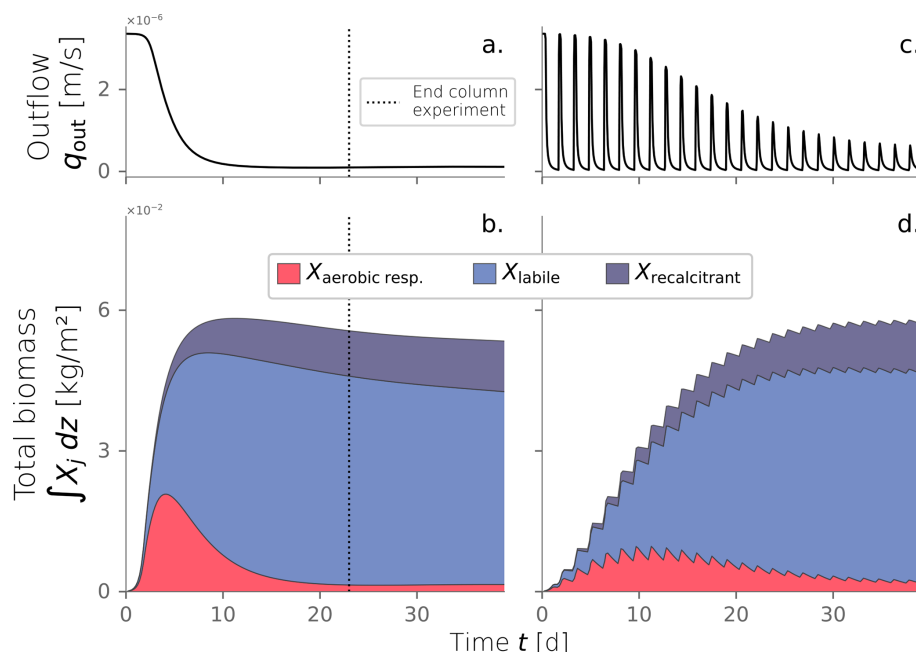 ×10⁻⁶
a.
c.
Outflow
q_out [m/s]
2
0
End column
experiment
×10⁻²
b.
d.
X_aerobic resp.
X_labile
X_recalcitrant
Total biomass
∫X_j dz [kg/m²]
6
3
0
0 10 20 30
0 10 20 30
Time t [d]